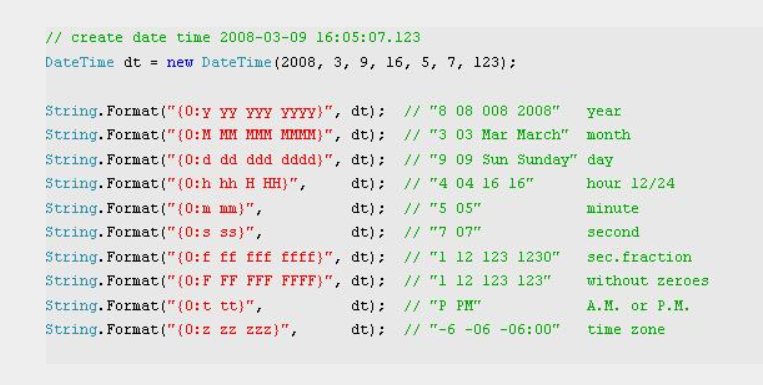 // create date time 2008-03-09 16:05:07.123
DateTime dt = new DateTime(2008, 3, 9, 16, 5, 7, 123);
String.Format("{0:y yy yyy yyyy}", dt); // "8 08 008 2008" year
String.Format("{0:M MM MMM MMMM}", dt); // "3 03 Mar March" month
String.Format("{0:d dd ddd dddd}", dt); // "9 09 Sun Sunday" day
String.Format("{0:h hh H HH}", dt); // "4 04 16 16" hour 12/24
String.Format("{0:m mm}", dt); // "5 05" minute
String.Format("{0:s ss}", dt); // "7 07" second
String.Format("{0:f ff fff ffff}", dt); // "1 12 123 1230" sec.fraction
String.Format("{0:F FF FFF FFFF}", dt); // "1 12 123 123" without zeroes
String.Format("{0:t tt}", dt); // "P PM" A.M. or P.M.
String.Format("{0:z zz zzz}", dt); // "-6 -06 -06:00" time zone